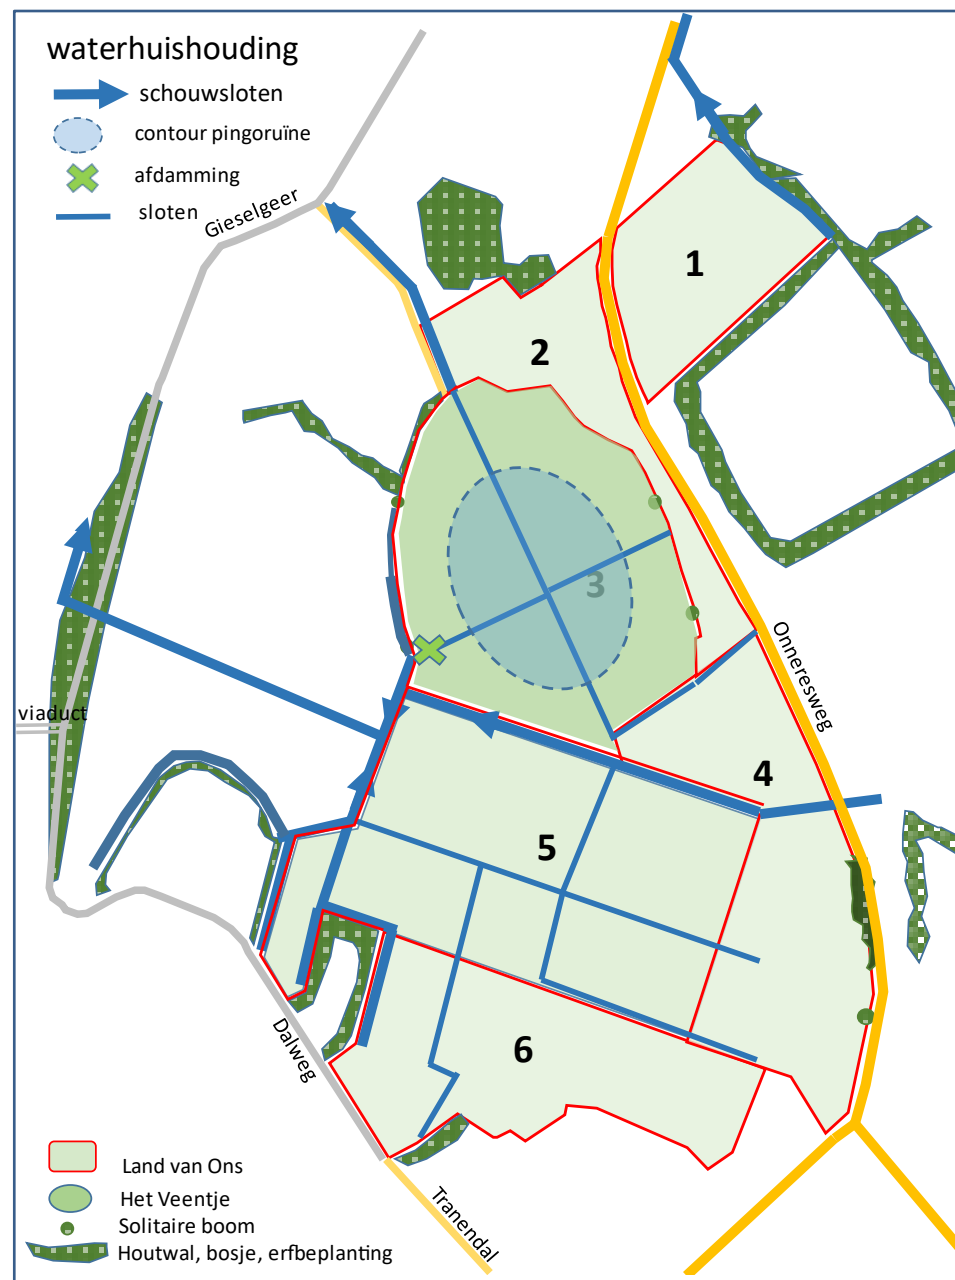 waterhuishouding
schouwsloten
contour pingoruïne
afdamming
sloten
Gieselgeer
1
2
3
Onneresweg
viaduct
4
5
6
Dalweg
Tranendal
Land van Ons
Het Veentje
Solitaire boom
Houtwal, bosje, erfbeplanting